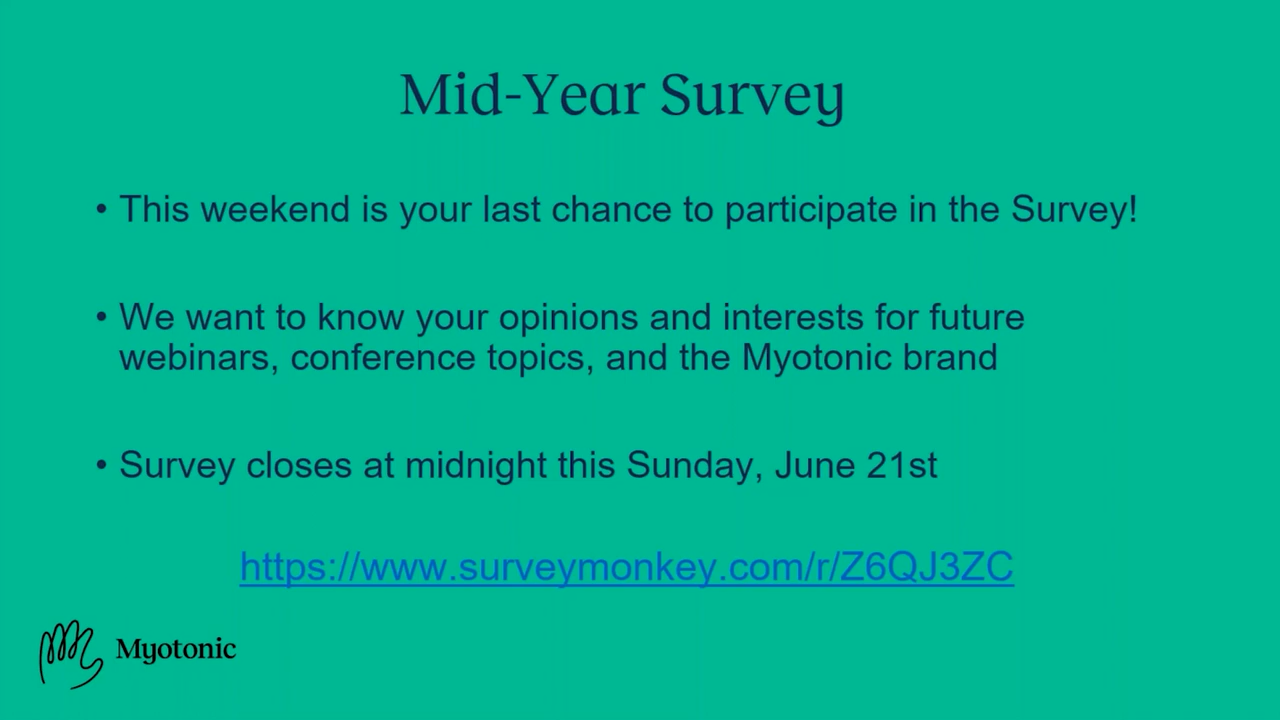 Mid-Year Survey
• This weekend is your last chance to participate in the Survey!
• We want to know your opinions and interests for future
webinars, conference topics, and the Myotonic brand
• Survey closes at midnight this Sunday, June 21st
https://www.surveymonkey.com/r/Z6QJ3ZC
Myotonic